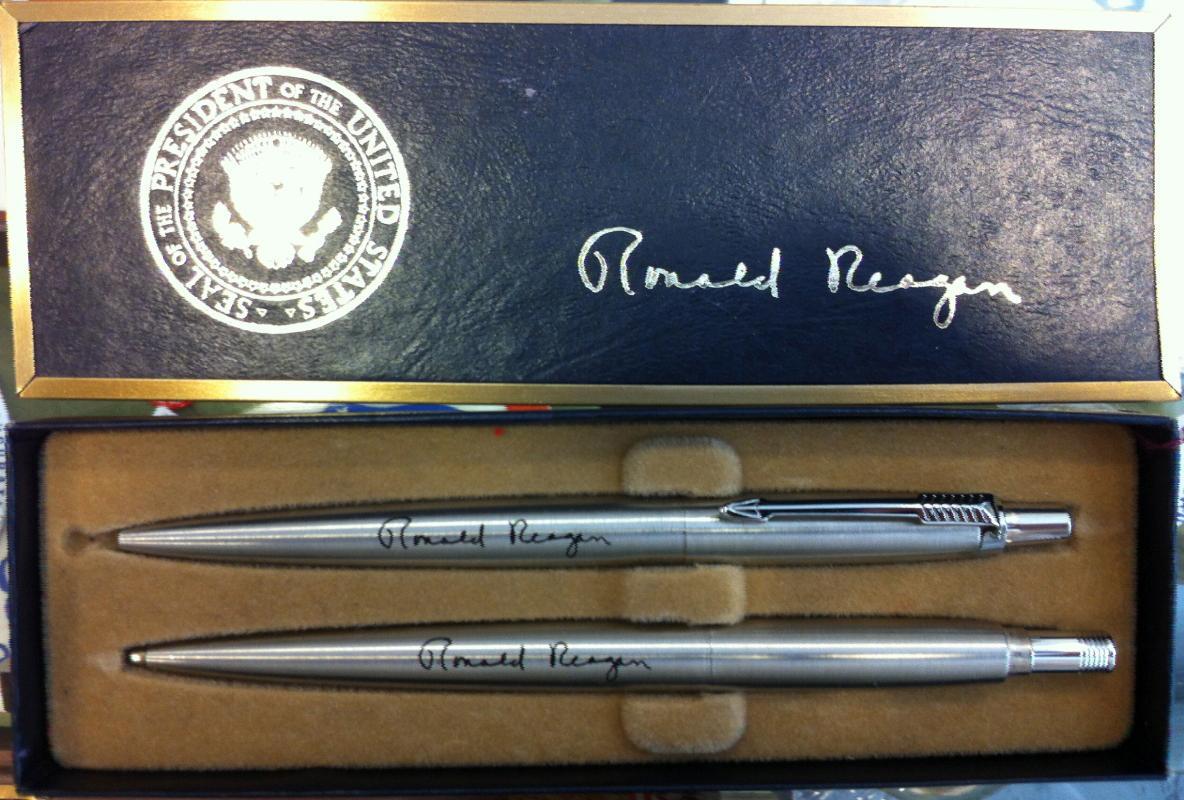 SEAL OF THE PRESIDENT OF THE UNITED STATES
Ronald Reagan
Ronald Reagan
Ronald Reagan